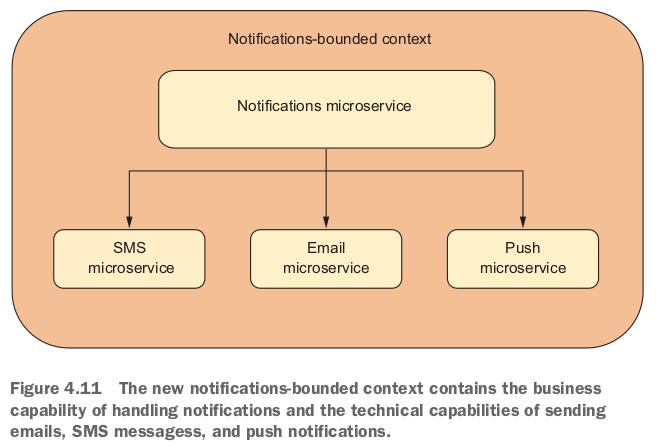 Notifications-bounded context
Notifications microservice
SMS
microservice
Email
microservice
Push
microservice
Figure 4.11 The new notifications-bounded context contains the business
capability of handling notifications and the technical capabilities of sending
emails, SMS messagess, and push notifications.